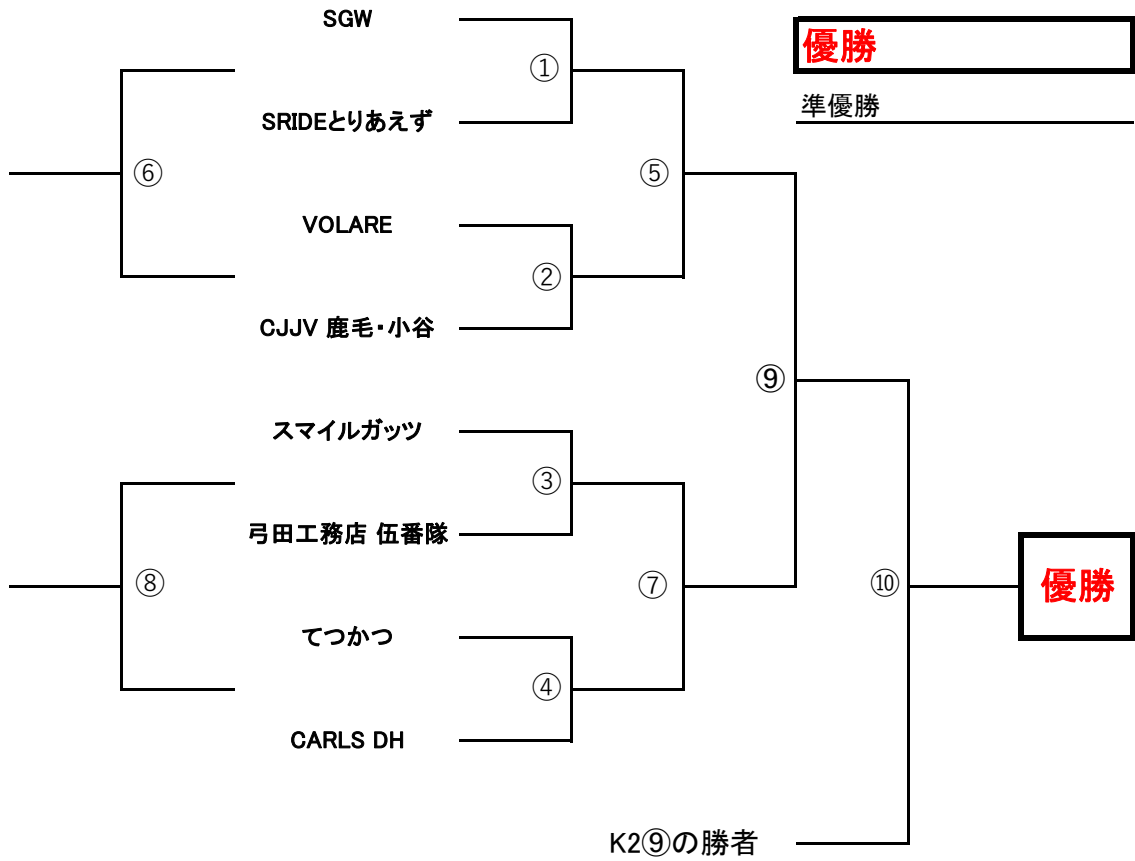 SGW
優勝
①
準優勝
SRIDEとりあえず
⑥
⑤
VOLARE
②
CJJV 鹿毛・小谷
⑨
スマイルガッツ
③
弓田工務店 伍番隊
⑧
⑦
⑩
優勝
てつかつ
④
CARLS DH
K2⑨の勝者